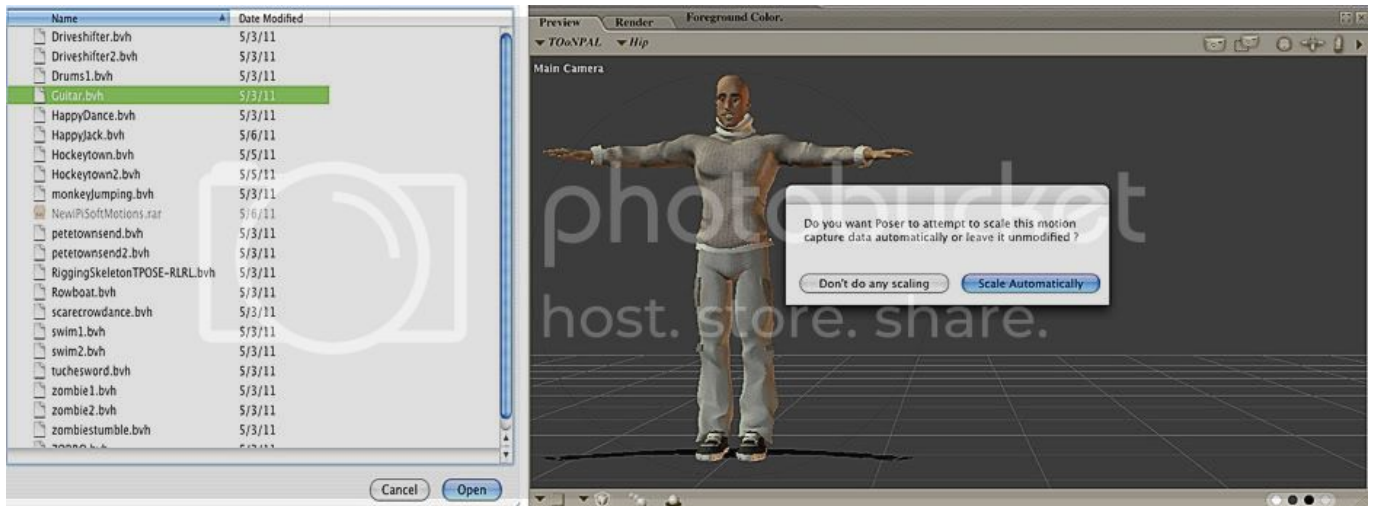 Name Date Modified
Driveshifter.bvh 5/3/11
Driveshifter2.bvh 5/3/11
Drums1.bvh 5/3/11
Guitar.bvh 5/3/11
HappyDance.bvh 5/3/11
HappyJack.bvh 5/6/11
Hockeytown.bvh 5/5/11
Hockeytown2.bvh 5/5/11
monkeyJumping.bvh 5/3/11
NewiPiSoftMotions.rar 5/6/11
petetownsend.bvh 5/3/11
petetownsend2.bvh 5/3/11
RiggingSkeletonTPOSE-RLRL.bvh 5/3/11
Rowboat.bvh 5/3/11
scarecrowdance.bvh 5/3/11
swim1.bvh 5/3/11
swim2.bvh 5/3/11
tuchesword.bvh 5/3/11
zombie1.bvh 5/3/11
zombie2.bvh 5/3/11
zombiestumble.bvh 5/3/11
Cancel Open
Preview Render Foreground Color.
TOoNPAL Hip
Main Camera
Do you want Poser to attempt to scale this motion
capture data automatically or leave it unmodified ?
Don't do any scaling Scale Automatically
photobucket
host. store. share.